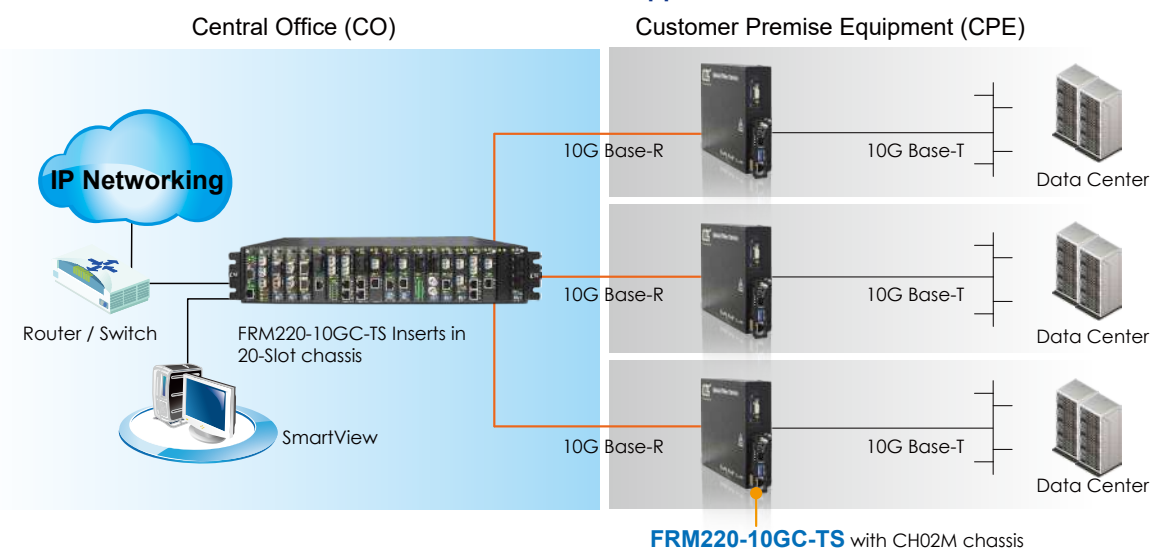 Central Office (CO)
Customer Premise Equipment (CPE)
IP Networking
Router / Switch
FRM220-10GC-TS Inserts in
20-Slot chassis
SmartView
10G Base-R
10G Base-T
Data Center
10G Base-R
10G Base-T
Data Center
10G Base-R
10G Base-T
Data Center
FRM220-10GC-TS with CH02M chassis